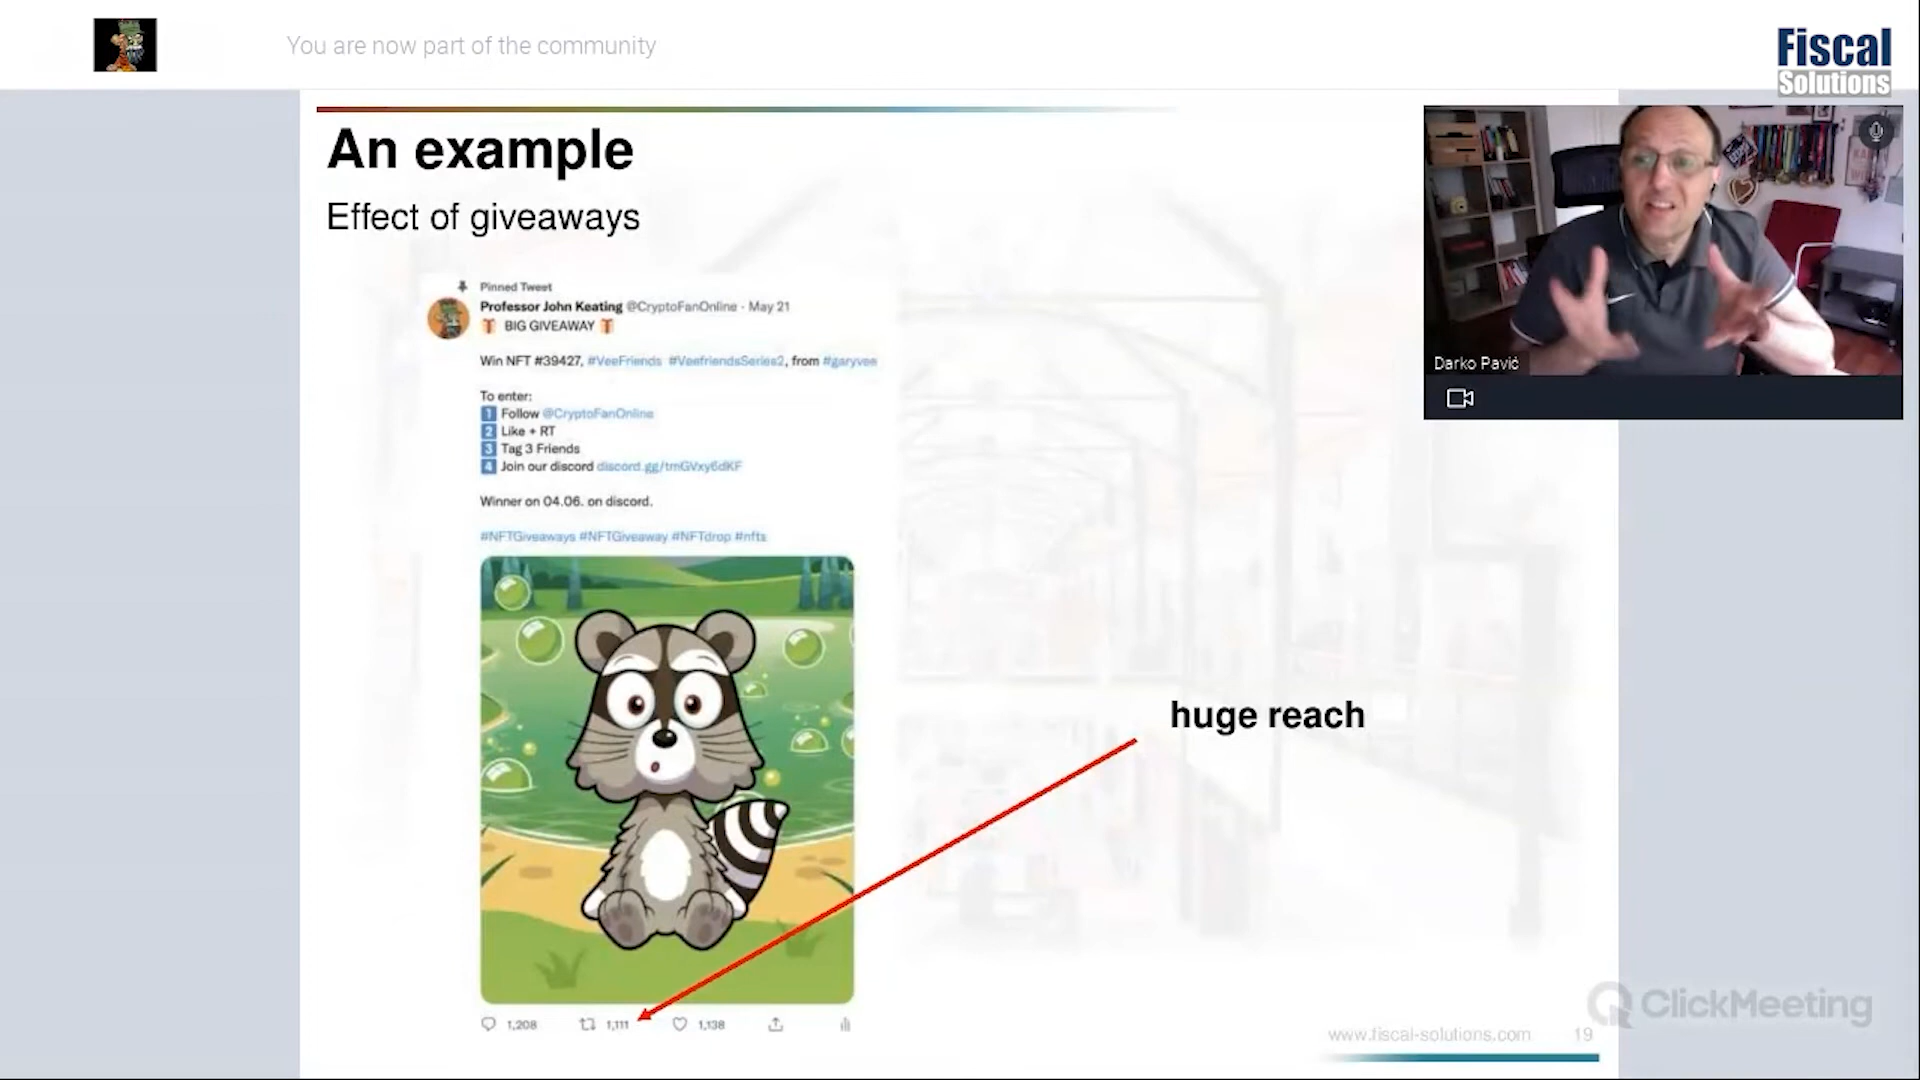 You are now part of the community
Fiscal
Solutions
An example
Effect of giveaways
Pinned Tweet
Professor John Keating @CryptoFanOnline · May 21
BIG GIVEAWAY
Win NFT #39427, #VeeFriends #VeefriendsSeries2, from #garyvee
To enter:
1 Follow @CryptoFanOnline
2 Like + RT
3 Tag 3 Friends
4 Join our discord discord.gg/tmGVxy6dKF
Winner on 04.06. on discord.
#NFTGiveaways #NFTGiveaway #NFTdrop #nfts
1,208 1,111 1,138
huge reach
Darko Pavić
ClickMeeting
www.fiscal-solutions.com 19